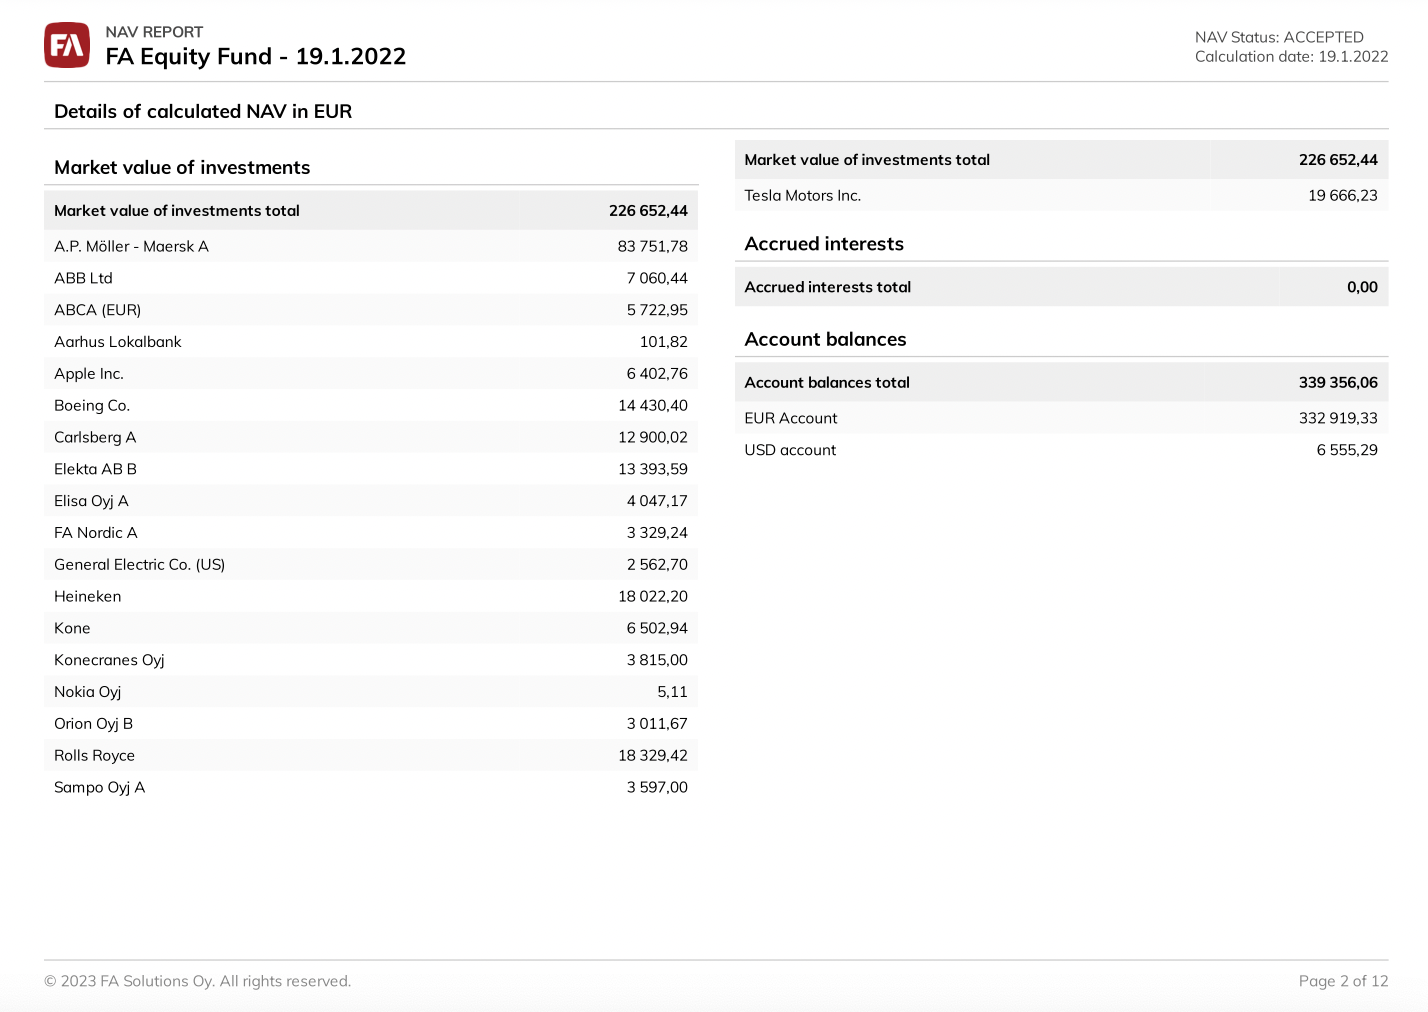 FA
NAV REPORT
FA Equity Fund - 19.1.2022
NAV Status: ACCEPTED
Calculation date: 19.1.2022
Details of calculated NAV in EUR
Market value of investments
Market value of investments total 226 652,44
A.P. Möller - Maersk A 83 751,78
ABB Ltd 7 060,44
ABCA (EUR) 5 722,95
Aarhus Lokalbank 101,82
Apple Inc. 6 402,76
Boeing Co. 14 430,40
Carlsberg A 12 900,02
Elekta AB B 13 393,59
Elisa Oyj A 4 047,17
FA Nordic A 3 329,24
General Electric Co. (US) 2 562,70
Heineken 18 022,20
Kone 6 502,94
Konecranes Oyj 3 815,00
Nokia Oyj 5,11
Orion Oyj B 3 011,67
Rolls Royce 18 329,42
Sampo Oyj A 3 597,00
Market value of investments total 226 652,44
Tesla Motors Inc. 19 666,23
Accrued interests
Accrued interests total 0,00
Account balances
Account balances total 339 356,06
EUR Account 332 919,33
USD account 6 555,29
© 2023 FA Solutions Oy. All rights reserved.
Page 2 of 12